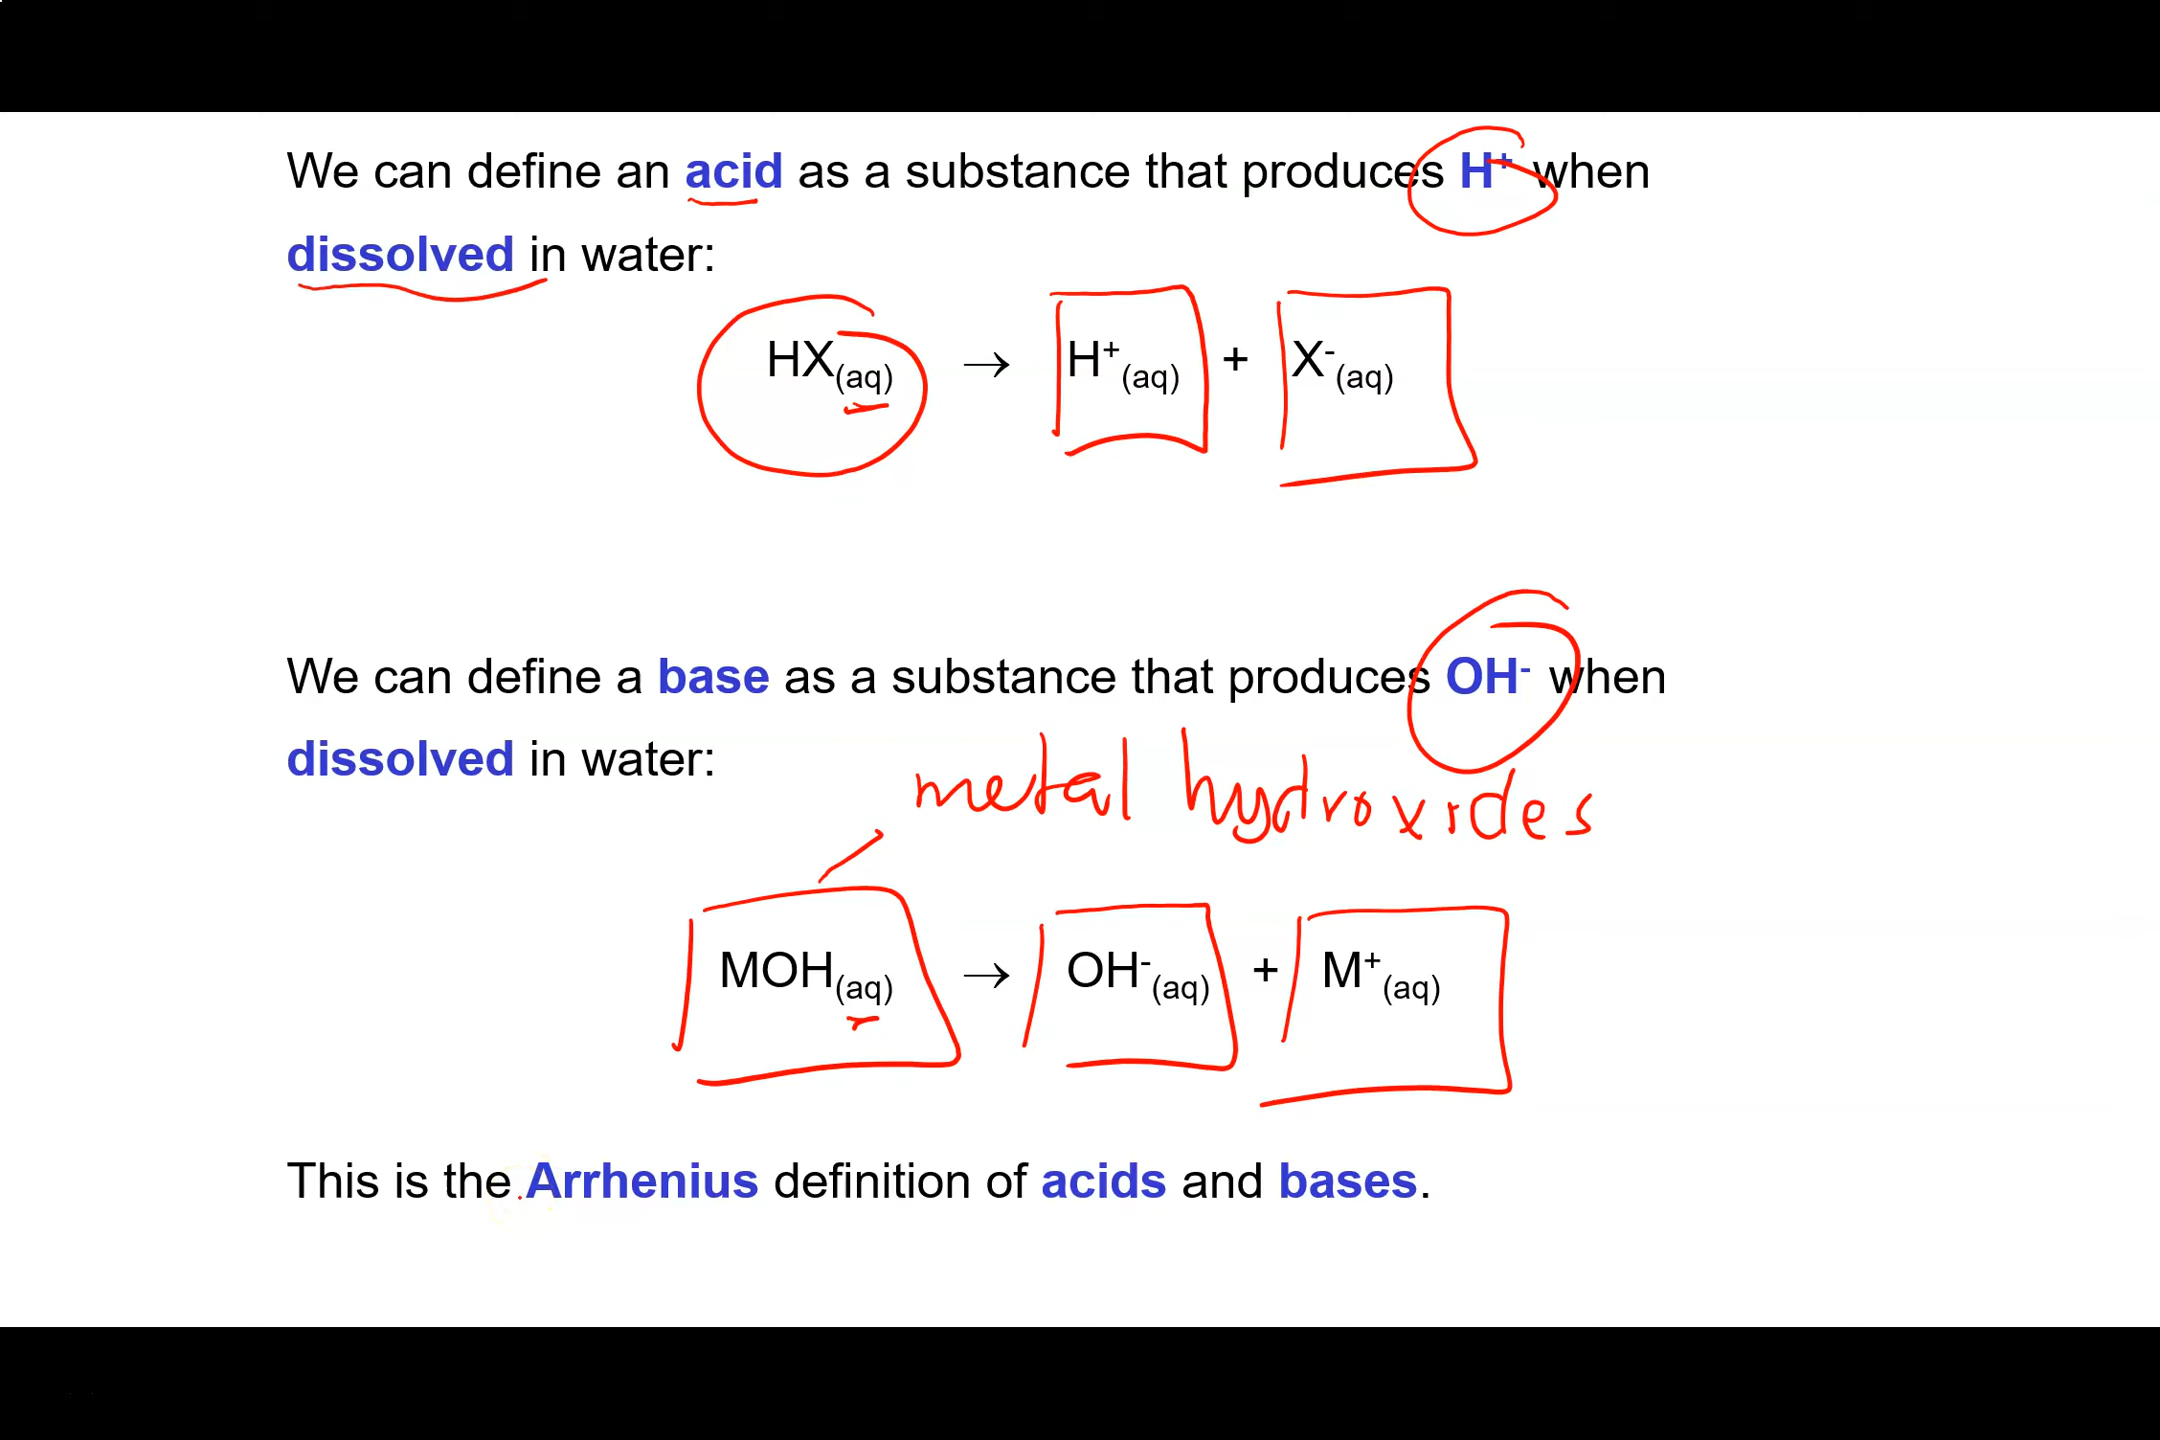 We can define an acid as a substance that produces H⁺ when
dissolved in water:
HX(aq) → H⁺(aq) + X⁻(aq)
We can define a base as a substance that produces OH⁻ when
dissolved in water:
metal hydroxides
MOH(aq) → OH⁻(aq) + M⁺(aq)
This is the Arrhenius definition of acids and bases.